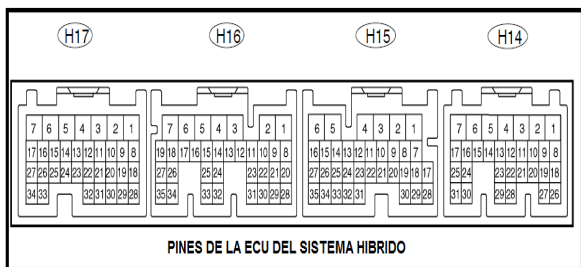 H17 H16 H15 H14
7 6 5 4 3 2 1 7 6 5 4 3 2 1 6 5 4 3 2 1 7 6 5 4 3 2 1
17 16 15 14 13 12 11 10 9 8 19 18 17 16 15 14 13 12 11 10 9 8 16 15 14 13 12 11 10 9 8 7 17 16 15 14 13 12 11 10 9 8
27 26 25 24 23 22 21 20 19 18 27 26 25 24 23 22 21 20 27 26 25 24 23 22 21 20 19 18 17 25 24 23 22 21 20 19 18
34 33 32 31 30 29 28 35 34 33 32 31 30 29 28 35 34 33 32 31 30 29 28 31 30 29 28 27 26
PINES DE LA ECU DEL SISTEMA HIBRIDO